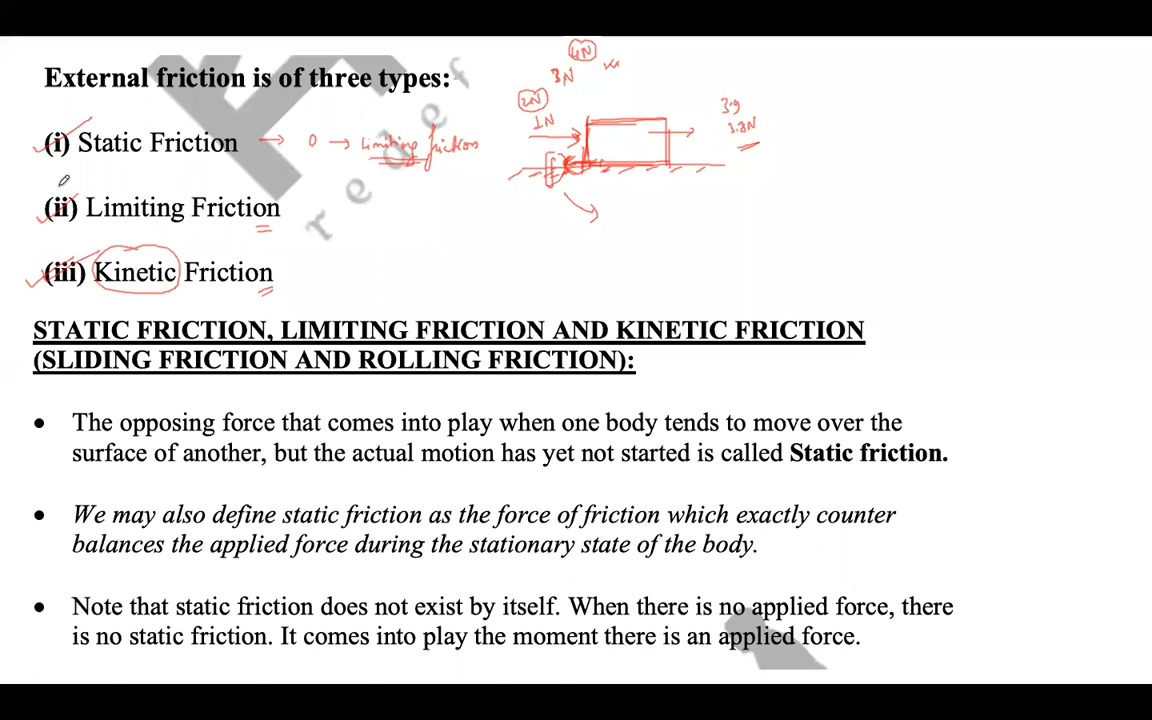 4N
External friction is of three types:
3N
2N
3.9
1N
3.8N
(i) Static Friction → 0 → Limiting friction
f
(ii) Limiting Friction
(iii) Kinetic Friction
STATIC FRICTION, LIMITING FRICTION AND KINETIC FRICTION
(SLIDING FRICTION AND ROLLING FRICTION):
• The opposing force that comes into play when one body tends to move over the
surface of another, but the actual motion has yet not started is called Static friction.
• We may also define static friction as the force of friction which exactly counter
balances the applied force during the stationary state of the body.
• Note that static friction does not exist by itself. When there is no applied force, there
is no static friction. It comes into play the moment there is an applied force.